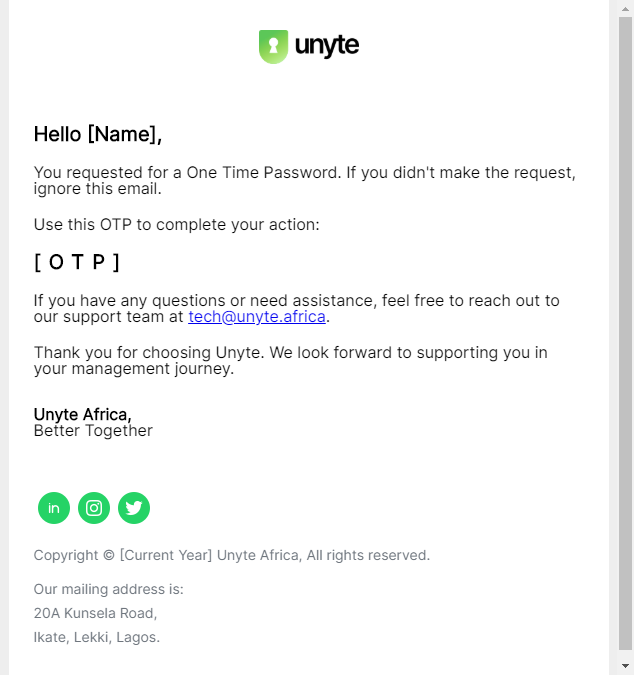 unyte
Hello [Name],
You requested for a One Time Password. If you didn't make the request,
ignore this email.
Use this OTP to complete your action:
[ O T P ]
If you have any questions or need assistance, feel free to reach out to
our support team at tech@unyte.africa.
Thank you for choosing Unyte. We look forward to supporting you in
your management journey.
Unyte Africa,
Better Together
in
Copyright © [Current Year] Unyte Africa, All rights reserved.
Our mailing address is:
20A Kunsela Road,
Ikate, Lekki, Lagos.